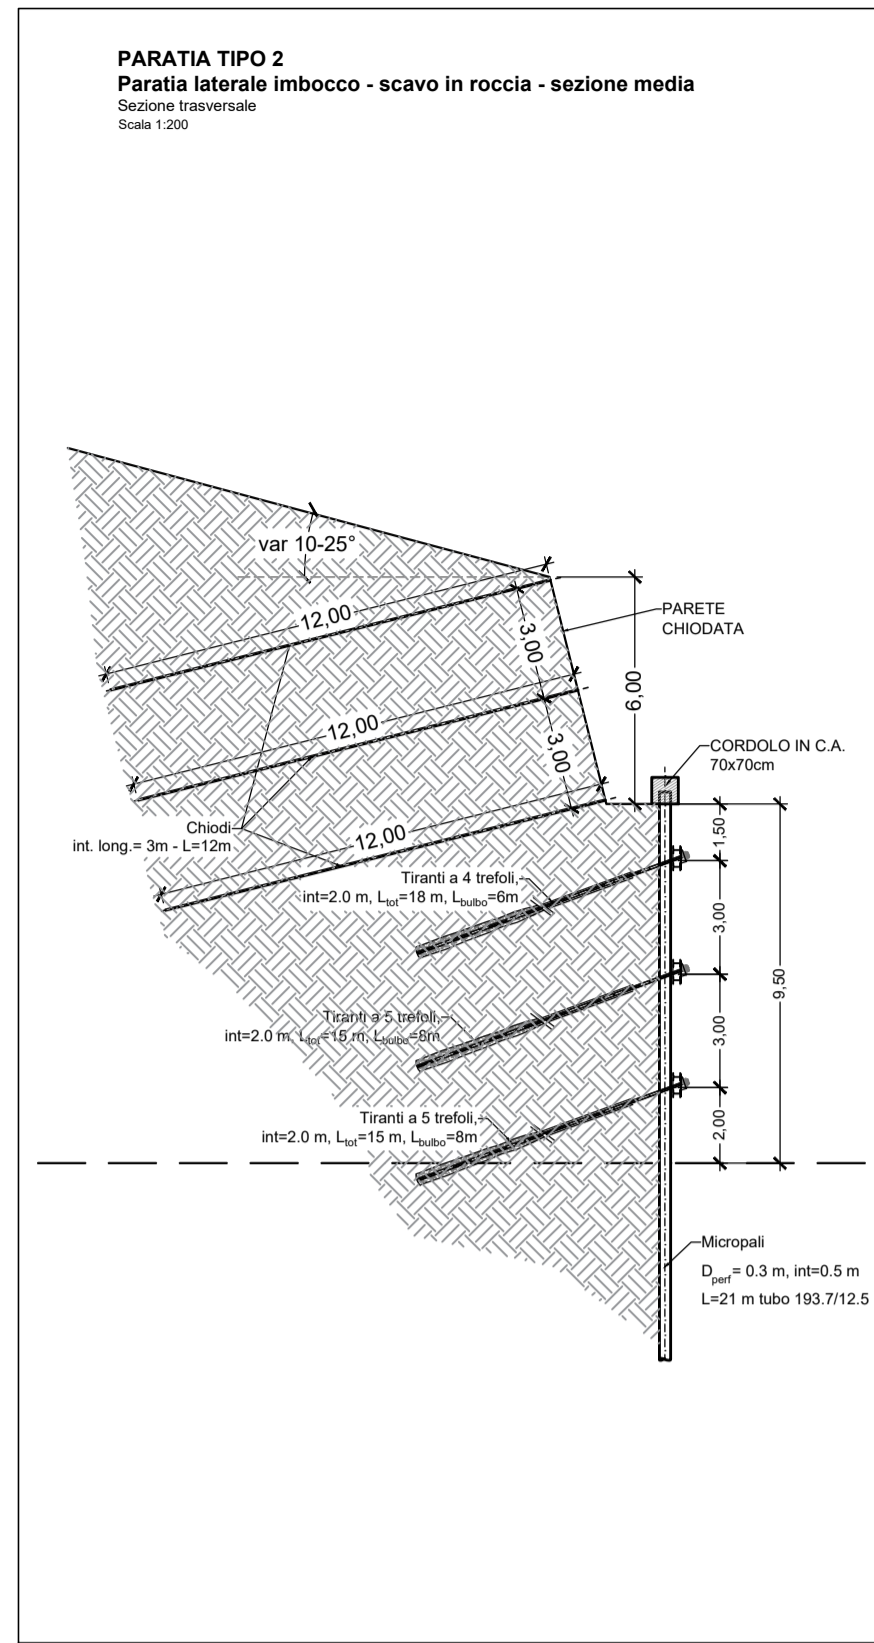 PARATIA TIPO 2
Paratia laterale imbocco - scavo in roccia - sezione media
Sezione trasversale
Scala 1:200
var 10-25°
12,00
3,00
PARETE
CHIODATA
6,00
12,00
3,00
CORDOLO IN C.A.
70x70cm
Chiodi
int. long.= 3m - L=12m
12,00
1,50
Tiranti a 4 trefoli,
int=2.0 m, Ltot=18 m, Lbulbo=6m
3,00
9,50
Tiranti a 5 trefoli,
int=2.0 m, Ltot=15 m, Lbulbo=8m
3,00
Tiranti a 5 trefoli,
int=2.0 m, Ltot=15 m, Lbulbo=8m
2,00
Micropali
Dperf= 0.3 m, int=0.5 m
L=21 m tubo 193.7/12.5